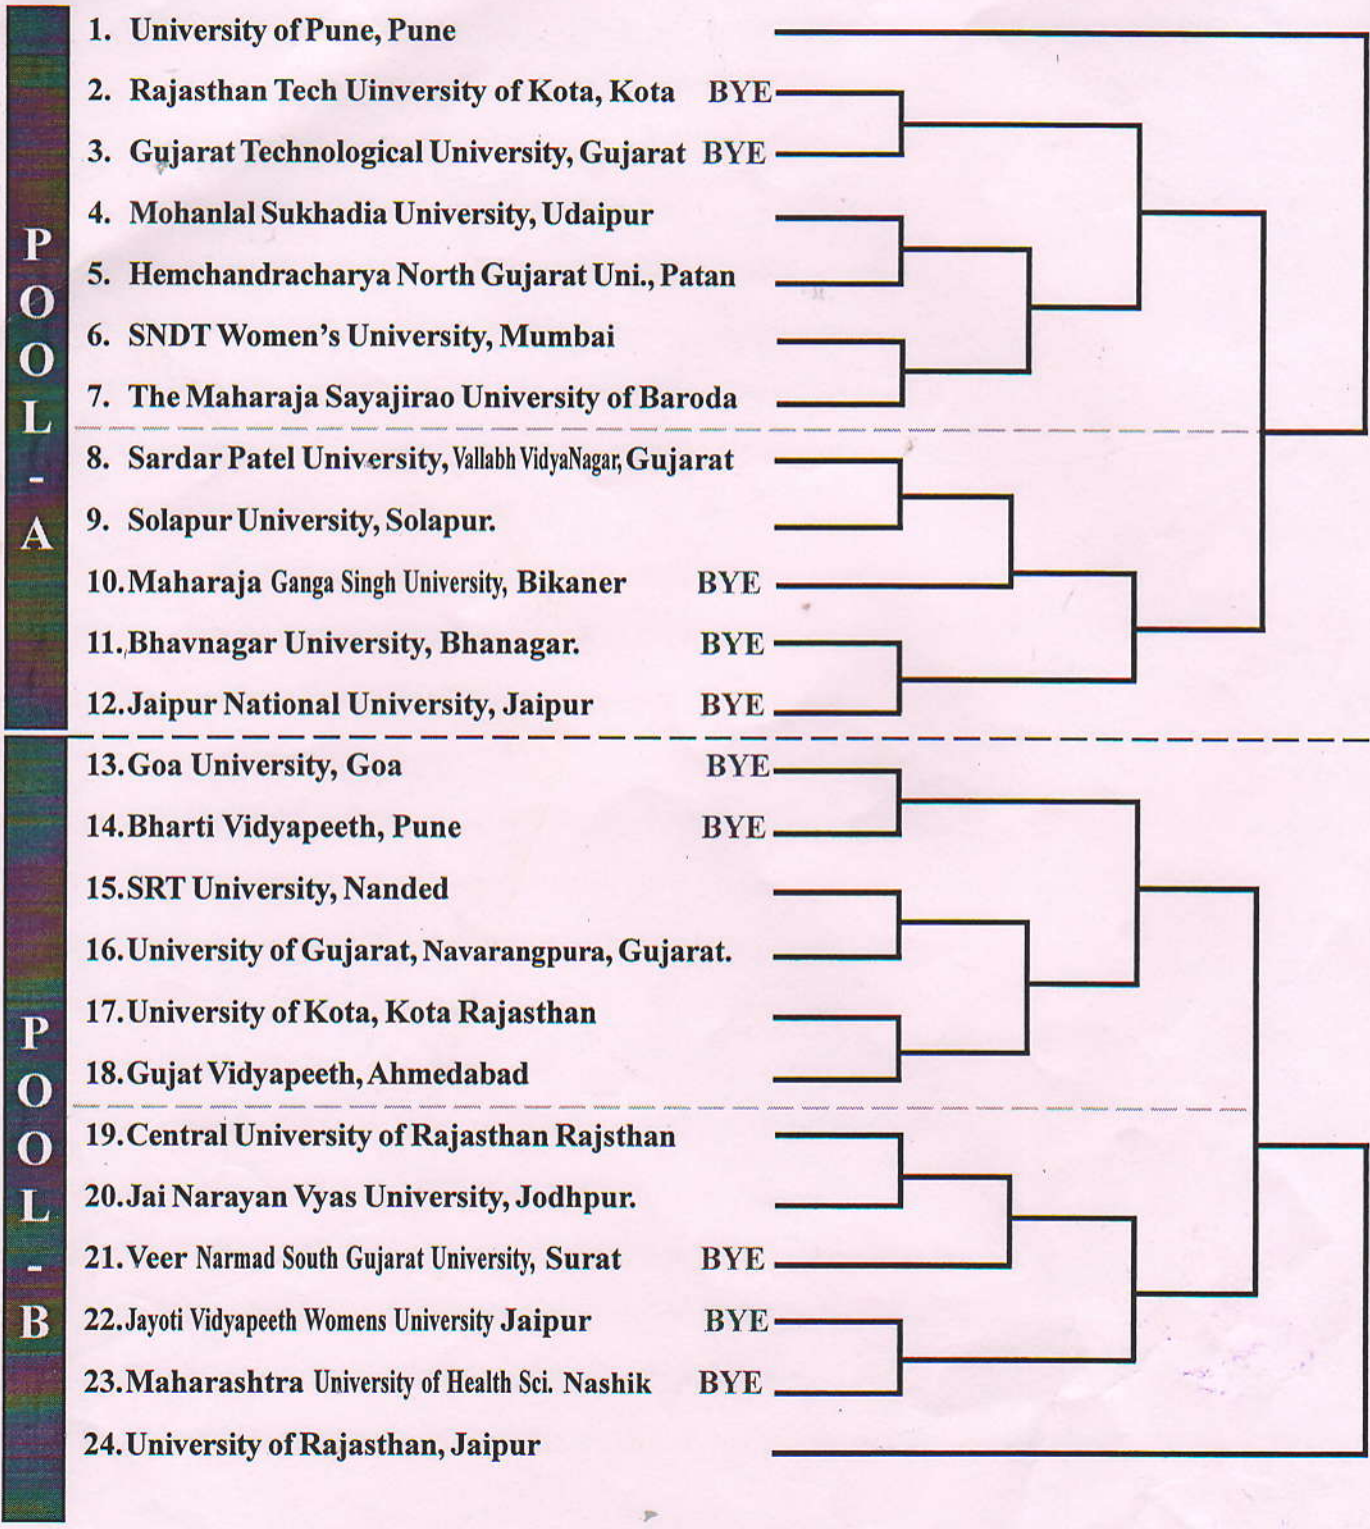 POOL-A
1. University of Pune, Pune
2. Rajasthan Tech Uinversity of Kota, Kota BYE
3. Gujarat Technological University, Gujarat BYE
4. Mohanlal Sukhadia University, Udaipur
5. Hemchandracharya North Gujarat Uni., Patan
6. SNDT Women's University, Mumbai
7. The Maharaja Sayajirao University of Baroda
8. Sardar Patel University, Vallabh VidyaNagar, Gujarat
9. Solapur University, Solapur.
10. Maharaja Ganga Singh University, Bikaner BYE
11. Bhavnagar University, Bhanagar. BYE
12. Jaipur National University, Jaipur BYE
POOL-B
13. Goa University, Goa BYE
14. Bharti Vidyapeeth, Pune BYE
15. SRT University, Nanded
16. University of Gujarat, Navarangpura, Gujarat.
17. University of Kota, Kota Rajasthan
18. Gujat Vidyapeeth, Ahmedabad
19. Central University of Rajasthan Rajsthan
20. Jai Narayan Vyas University, Jodhpur.
21. Veer Narmad South Gujarat University, Surat BYE
22. Jayoti Vidyapeeth Womens University Jaipur BYE
23. Maharashtra University of Health Sci. Nashik BYE
24. University of Rajasthan, Jaipur